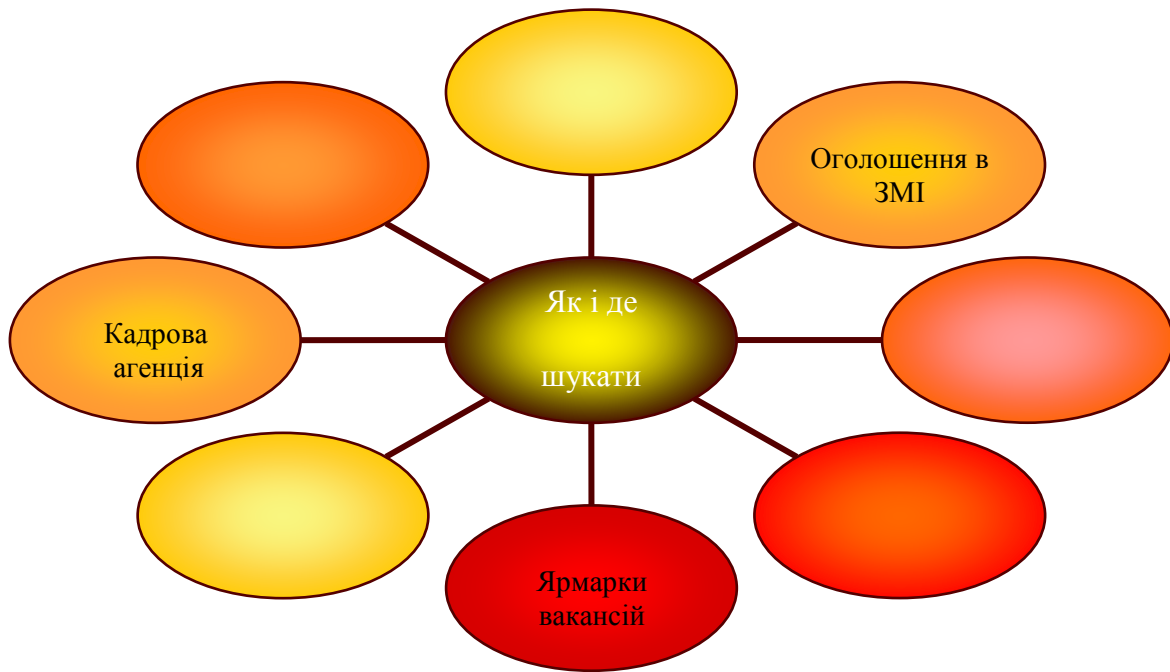 Оголошення в
ЗМІ
Як і де
шукати
Кадрова
агенція
Ярмарки
вакансій